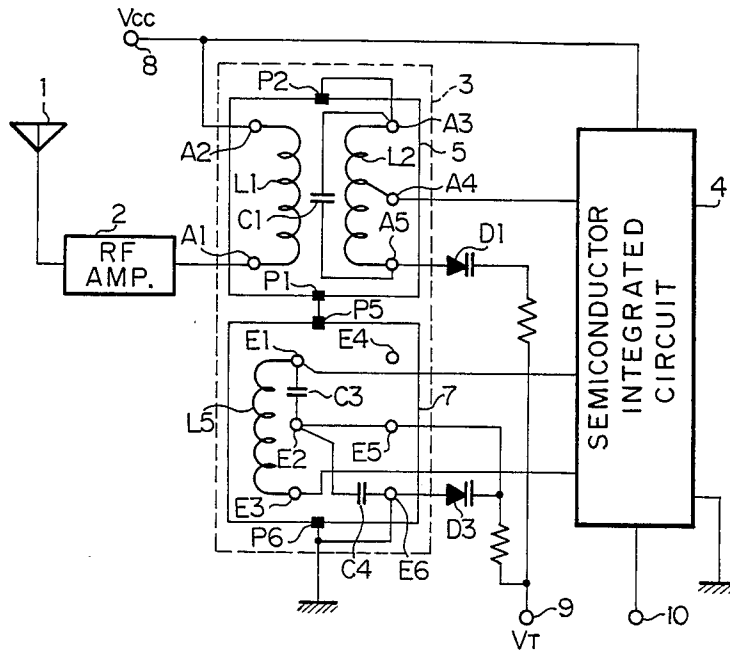 Vcc
8
P2
3
1
A3
A2
L2
5
L1
A4
4
C1
2
A1
A5
D1
RF
AMP.
P1
P5
E1
E4
C3
L5
7
E2
E5
E3
P6
C4
E6
D3
SEMICONDUCTOR
INTEGRATED
CIRCUIT
9
VT
10